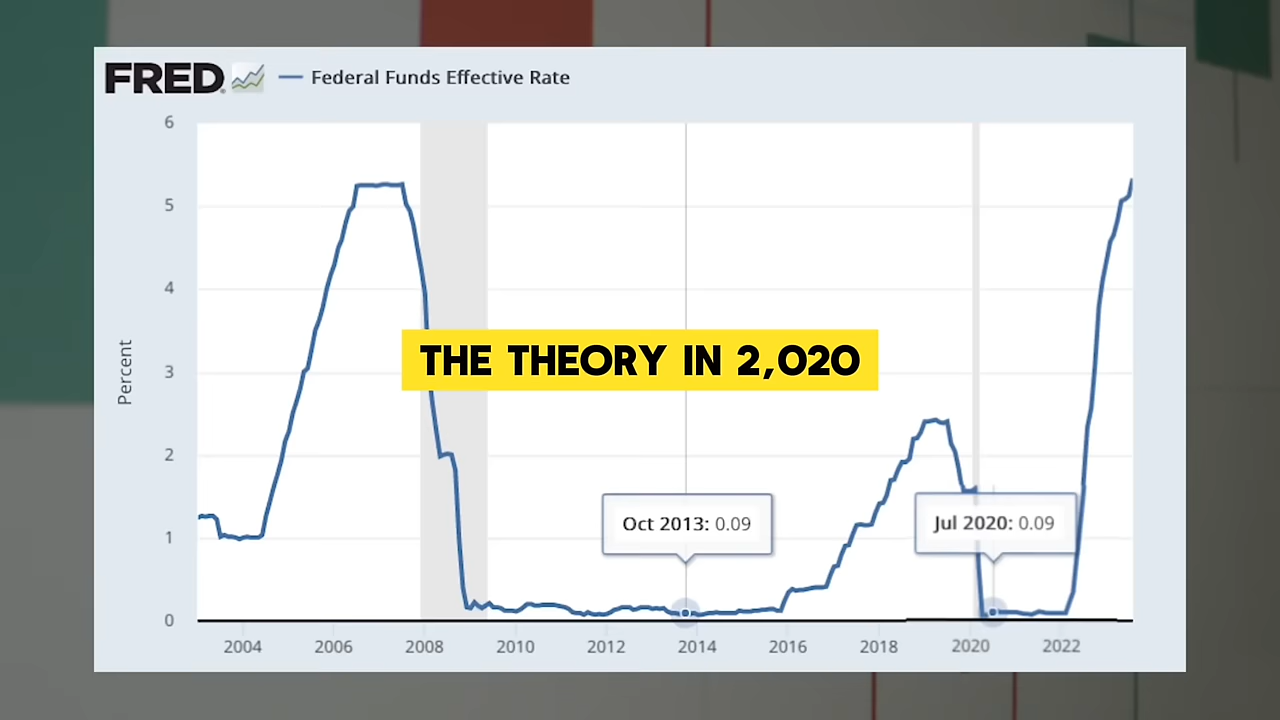 FRED
Federal Funds Effective Rate
6
5
4
3
2
1
0
Percent
THE THEORY IN 2,020
Oct 2013: 0.09
Jul 2020: 0.09
2004 2006 2008 2010 2012 2014 2016 2018 2020 2022